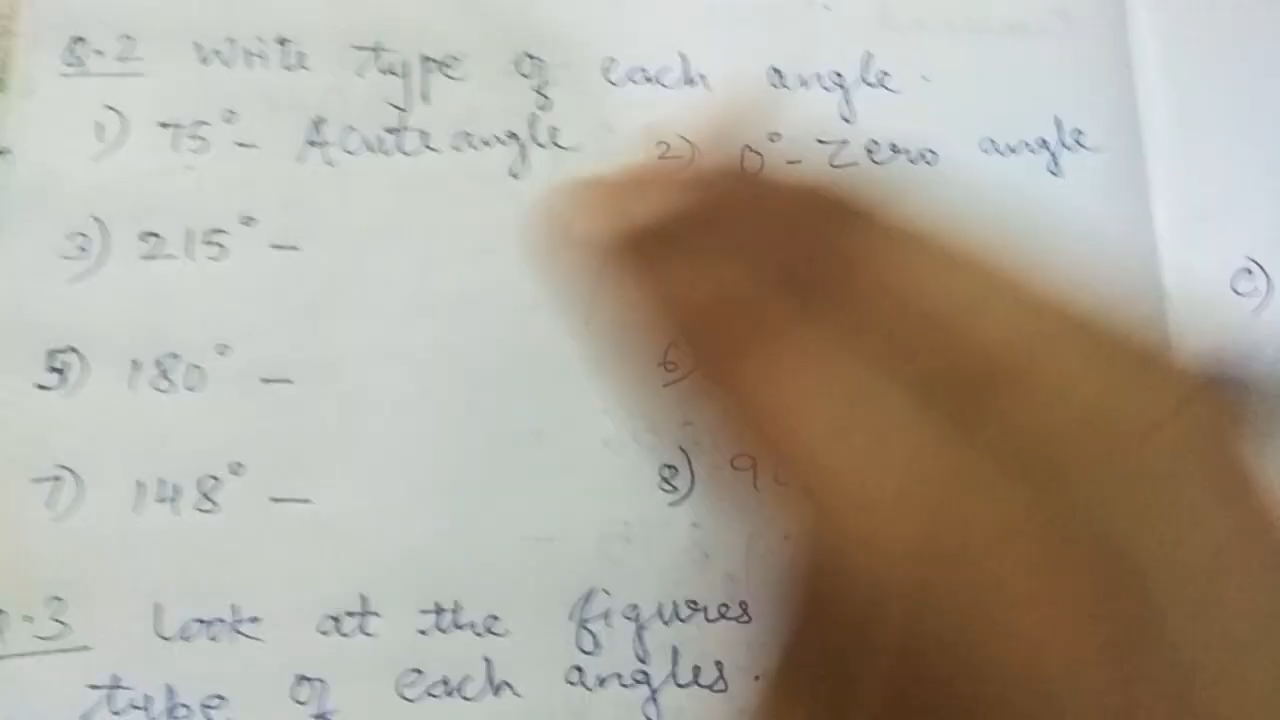 Q-2 Write type of each angle.
1) 75° - Acute angle 2) 0° - Zero angle
3) 215° -
5) 180° - 6)
7) 148° - 8)
3 Look at the figures
type of each angles.
C)